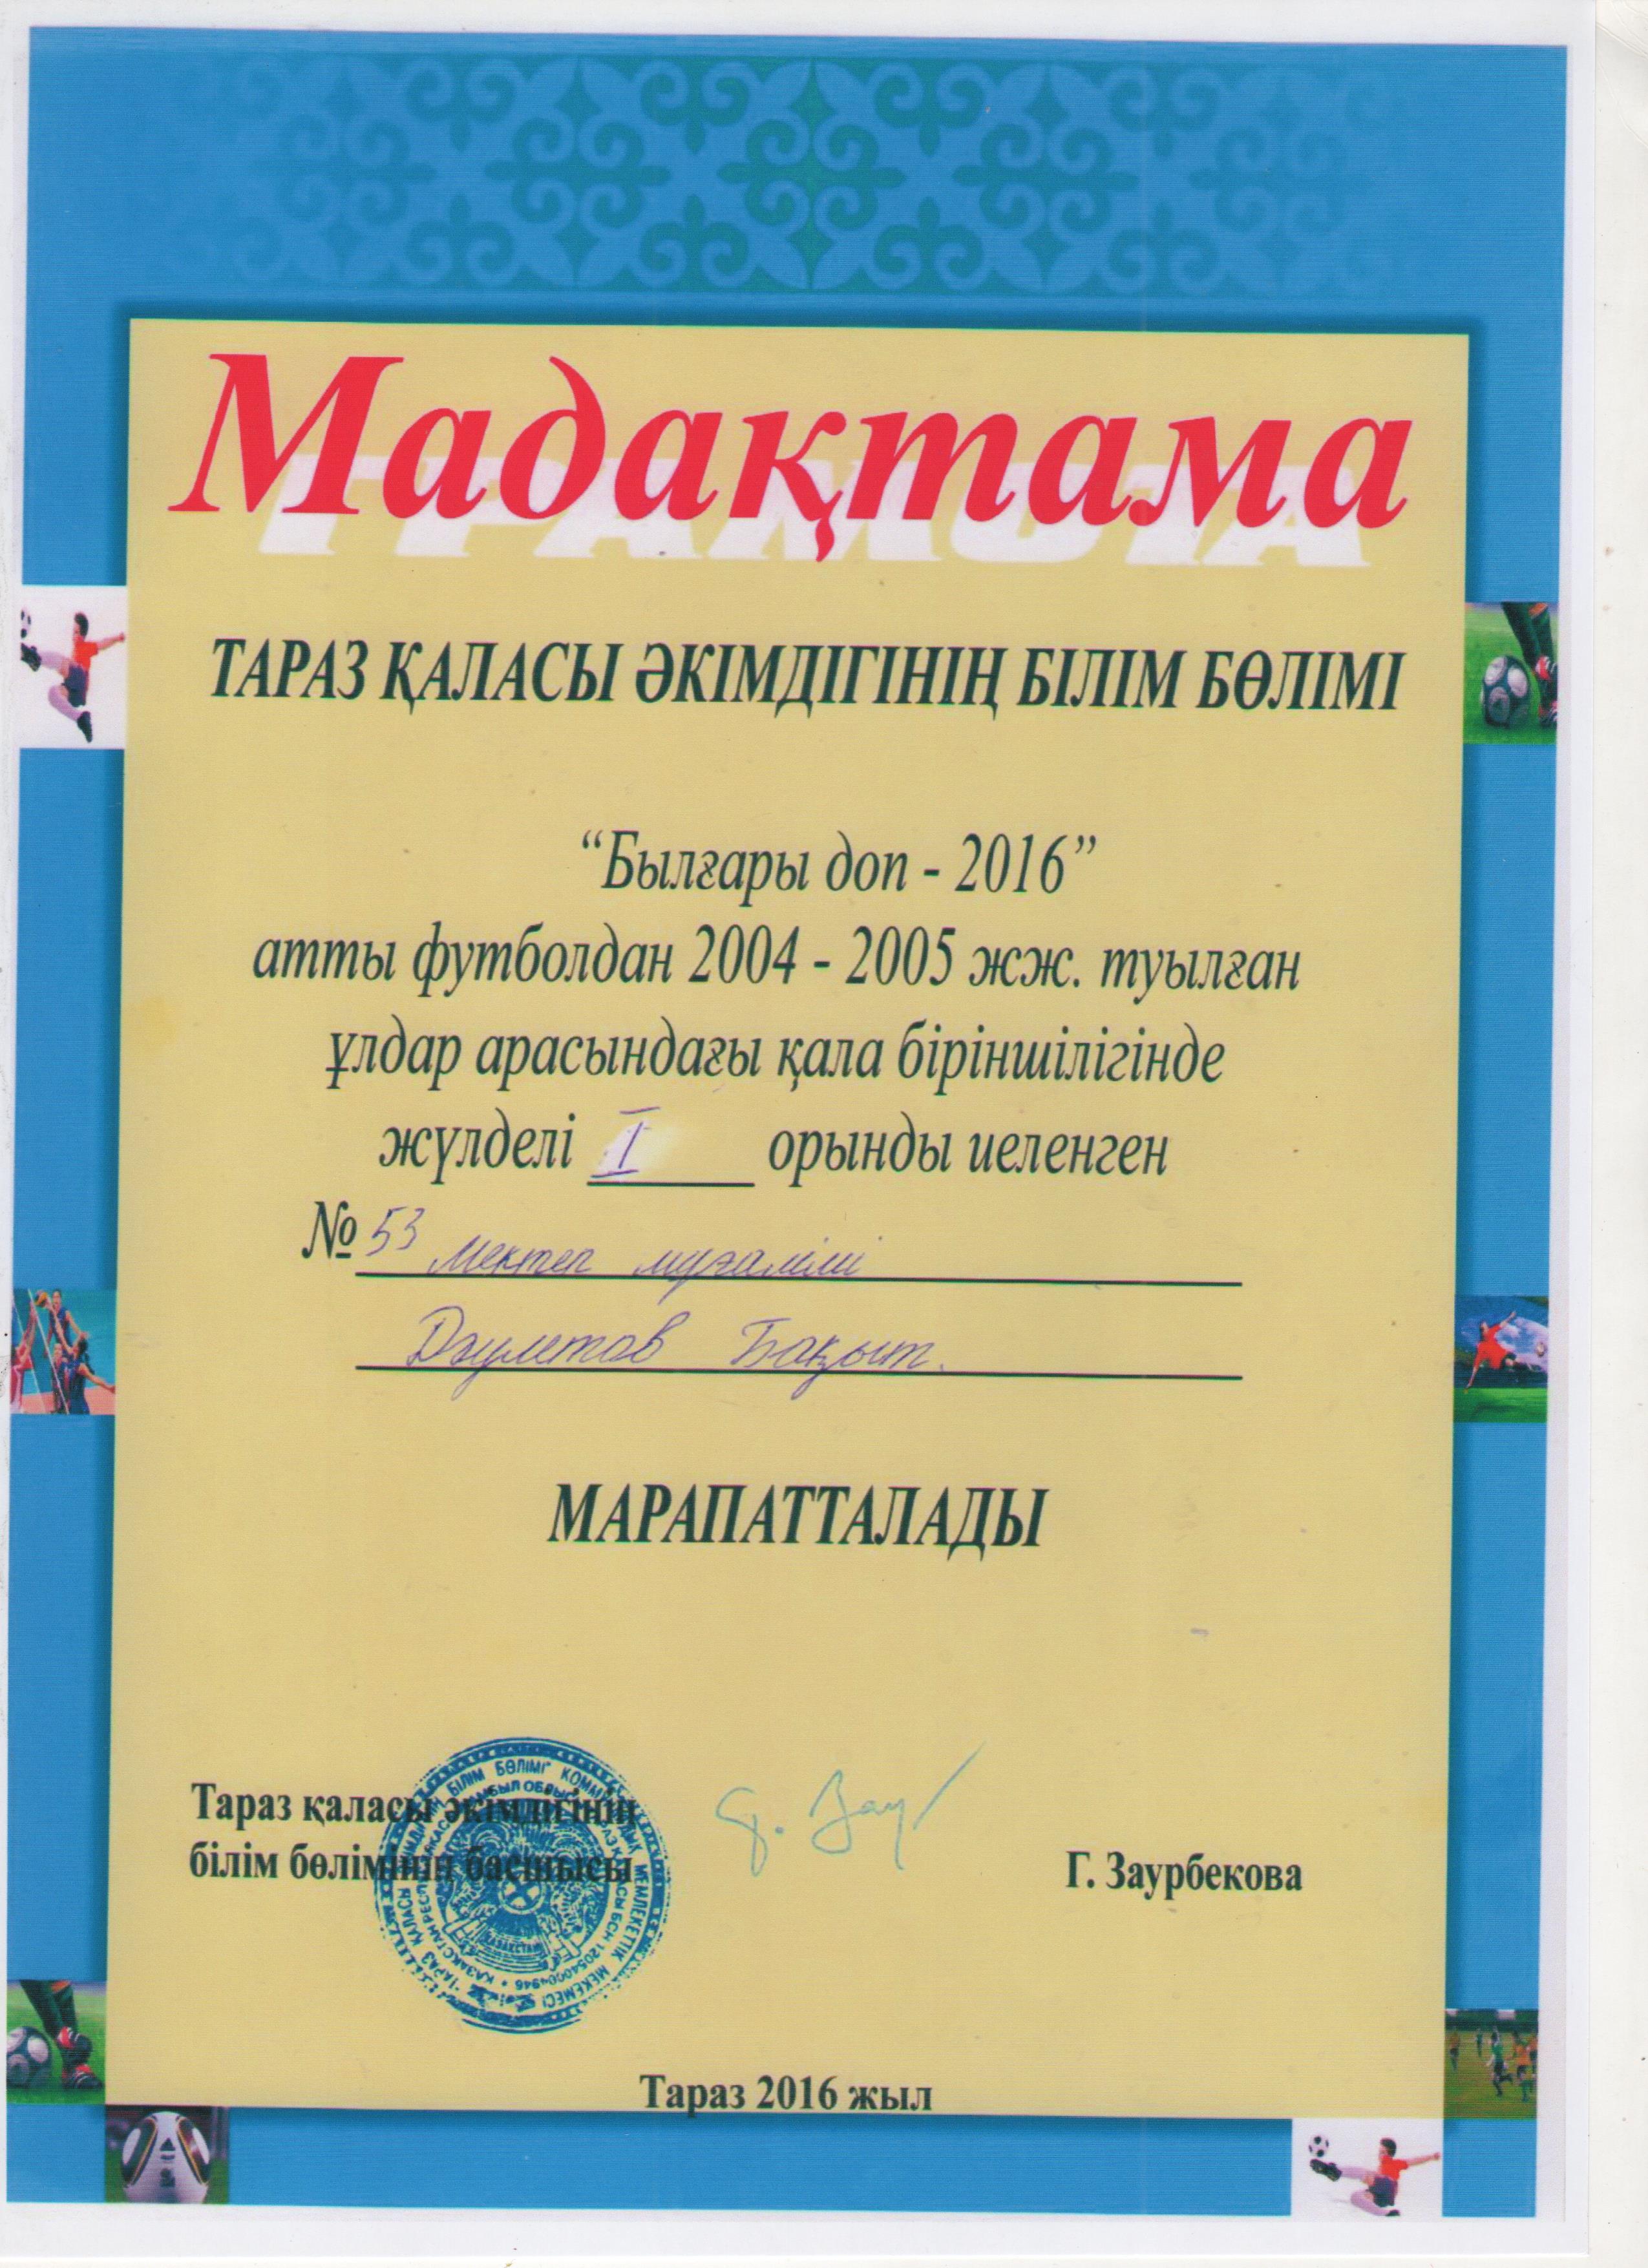 Мадақтама
ГРАМОТА
ТАРАЗ ҚАЛАСЫ ӘКІМДІГІНІҢ БІЛІМ БӨЛІМІ
“Былғары доп - 2016”
атты футболдан 2004 - 2005 жж. туылған
ұлдар арасындағы қала біріншілігінде
жүлделі I орынды иеленген
№ 53 мектеп мұғалімі
Дәулетов Бақыт.
МАРАПАТТАЛАДЫ
Тараз қаласы әкімдігінің
білім бөлімінің басшысы
Г. Заурбекова
Тараз 2016 жыл